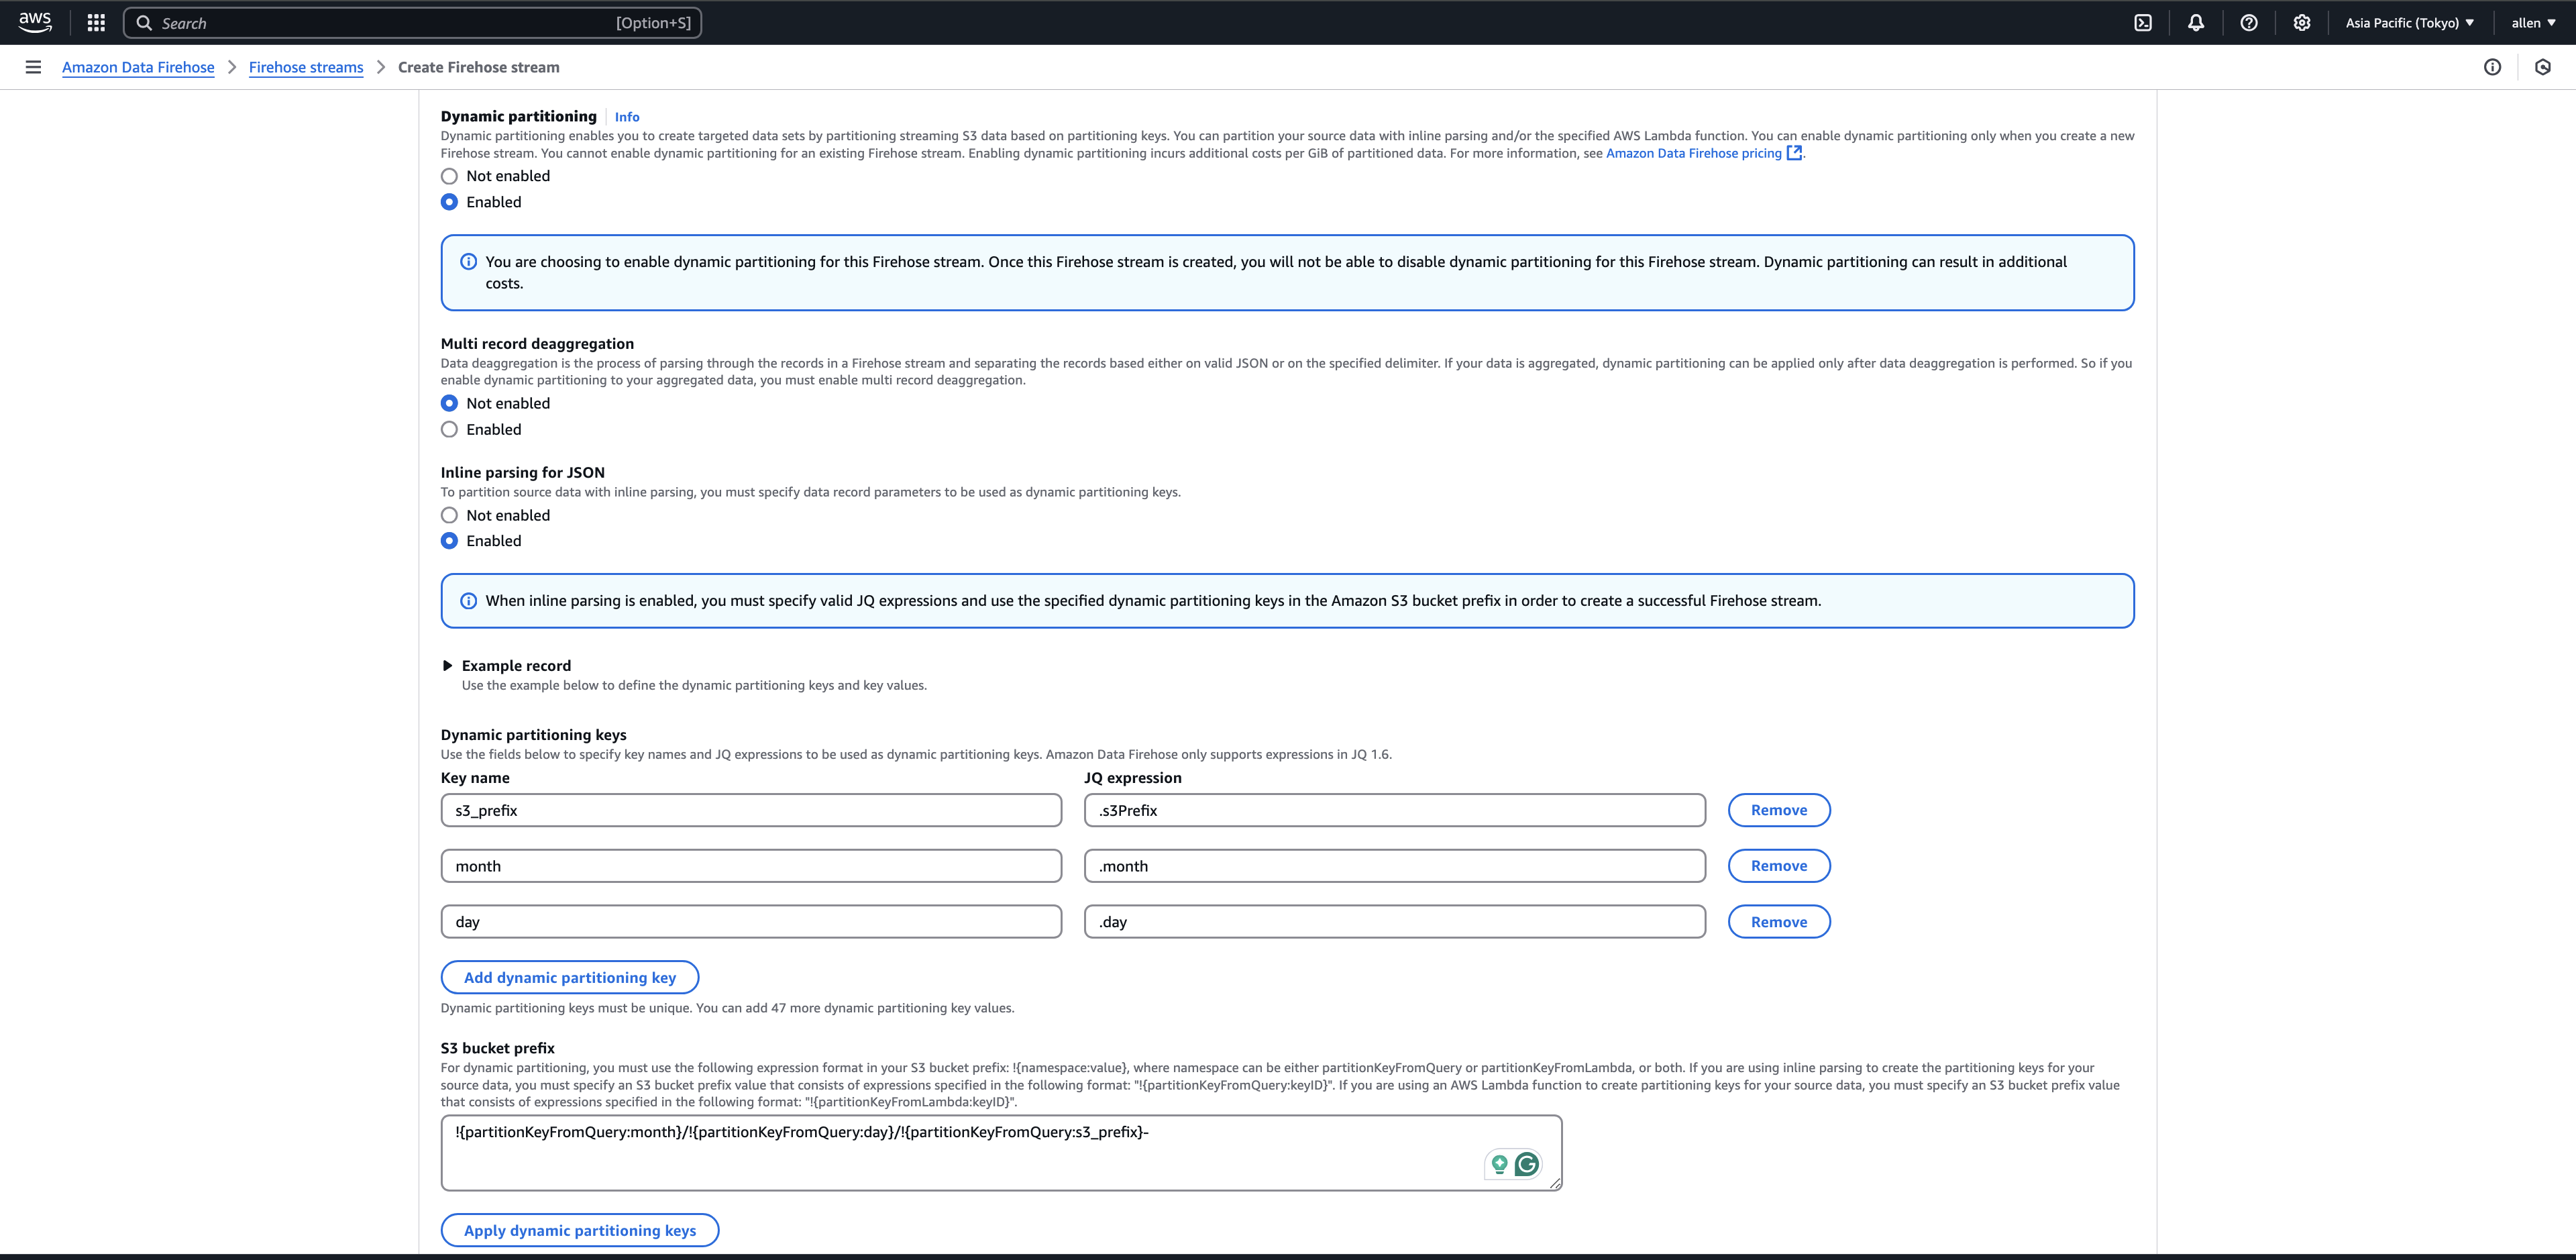 aws
Search
[Option+S]
Asia Pacific (Tokyo)
allen
Amazon Data Firehose
Firehose streams
Create Firehose stream
Dynamic partitioning
Info
Dynamic partitioning enables you to create targeted data sets by partitioning streaming S3 data based on partitioning keys. You can partition your source data with inline parsing and/or the specified AWS Lambda function. You can enable dynamic partitioning only when you create a new
Firehose stream. You cannot enable dynamic partitioning for an existing Firehose stream. Enabling dynamic partitioning incurs additional costs per GiB of partitioned data. For more information, see Amazon Data Firehose pricing.
Not enabled
Enabled
You are choosing to enable dynamic partitioning for this Firehose stream. Once this Firehose stream is created, you will not be able to disable dynamic partitioning for this Firehose stream. Dynamic partitioning can result in additional
costs.
Multi record deaggregation
Data deaggregation is the process of parsing through the records in a Firehose stream and separating the records based either on valid JSON or on the specified delimiter. If your data is aggregated, dynamic partitioning can be applied only after data deaggregation is performed. So if you
enable dynamic partitioning to your aggregated data, you must enable multi record deaggregation.
Not enabled
Enabled
Inline parsing for JSON
To partition source data with inline parsing, you must specify data record parameters to be used as dynamic partitioning keys.
Not enabled
Enabled
When inline parsing is enabled, you must specify valid JQ expressions and use the specified dynamic partitioning keys in the Amazon S3 bucket prefix in order to create a successful Firehose stream.
Example record
Use the example below to define the dynamic partitioning keys and key values.
Dynamic partitioning keys
Use the fields below to specify key names and JQ expressions to be used as dynamic partitioning keys. Amazon Data Firehose only supports expressions in JQ 1.6.
Key name
JQ expression
s3_prefix
.s3Prefix
Remove
month
.month
Remove
day
.day
Remove
Add dynamic partitioning key
Dynamic partitioning keys must be unique. You can add 47 more dynamic partitioning key values.
S3 bucket prefix
For dynamic partitioning, you must use the following expression format in your S3 bucket prefix: !{namespace:value}, where namespace can be either partitionKeyFromQuery or partitionKeyFromLambda, or both. If you are using inline parsing to create the partitioning keys for your
source data, you must specify an S3 bucket prefix value that consists of expressions specified in the following format: "!{partitionKeyFromQuery:keyID}". If you are using an AWS Lambda function to create partitioning keys for your source data, you must specify an S3 bucket prefix value
that consists of expressions specified in the following format: "!{partitionKeyFromLambda:keyID}".
!{partitionKeyFromQuery:month}/!{partitionKeyFromQuery:day}/!{partitionKeyFromQuery:s3_prefix}-
Apply dynamic partitioning keys